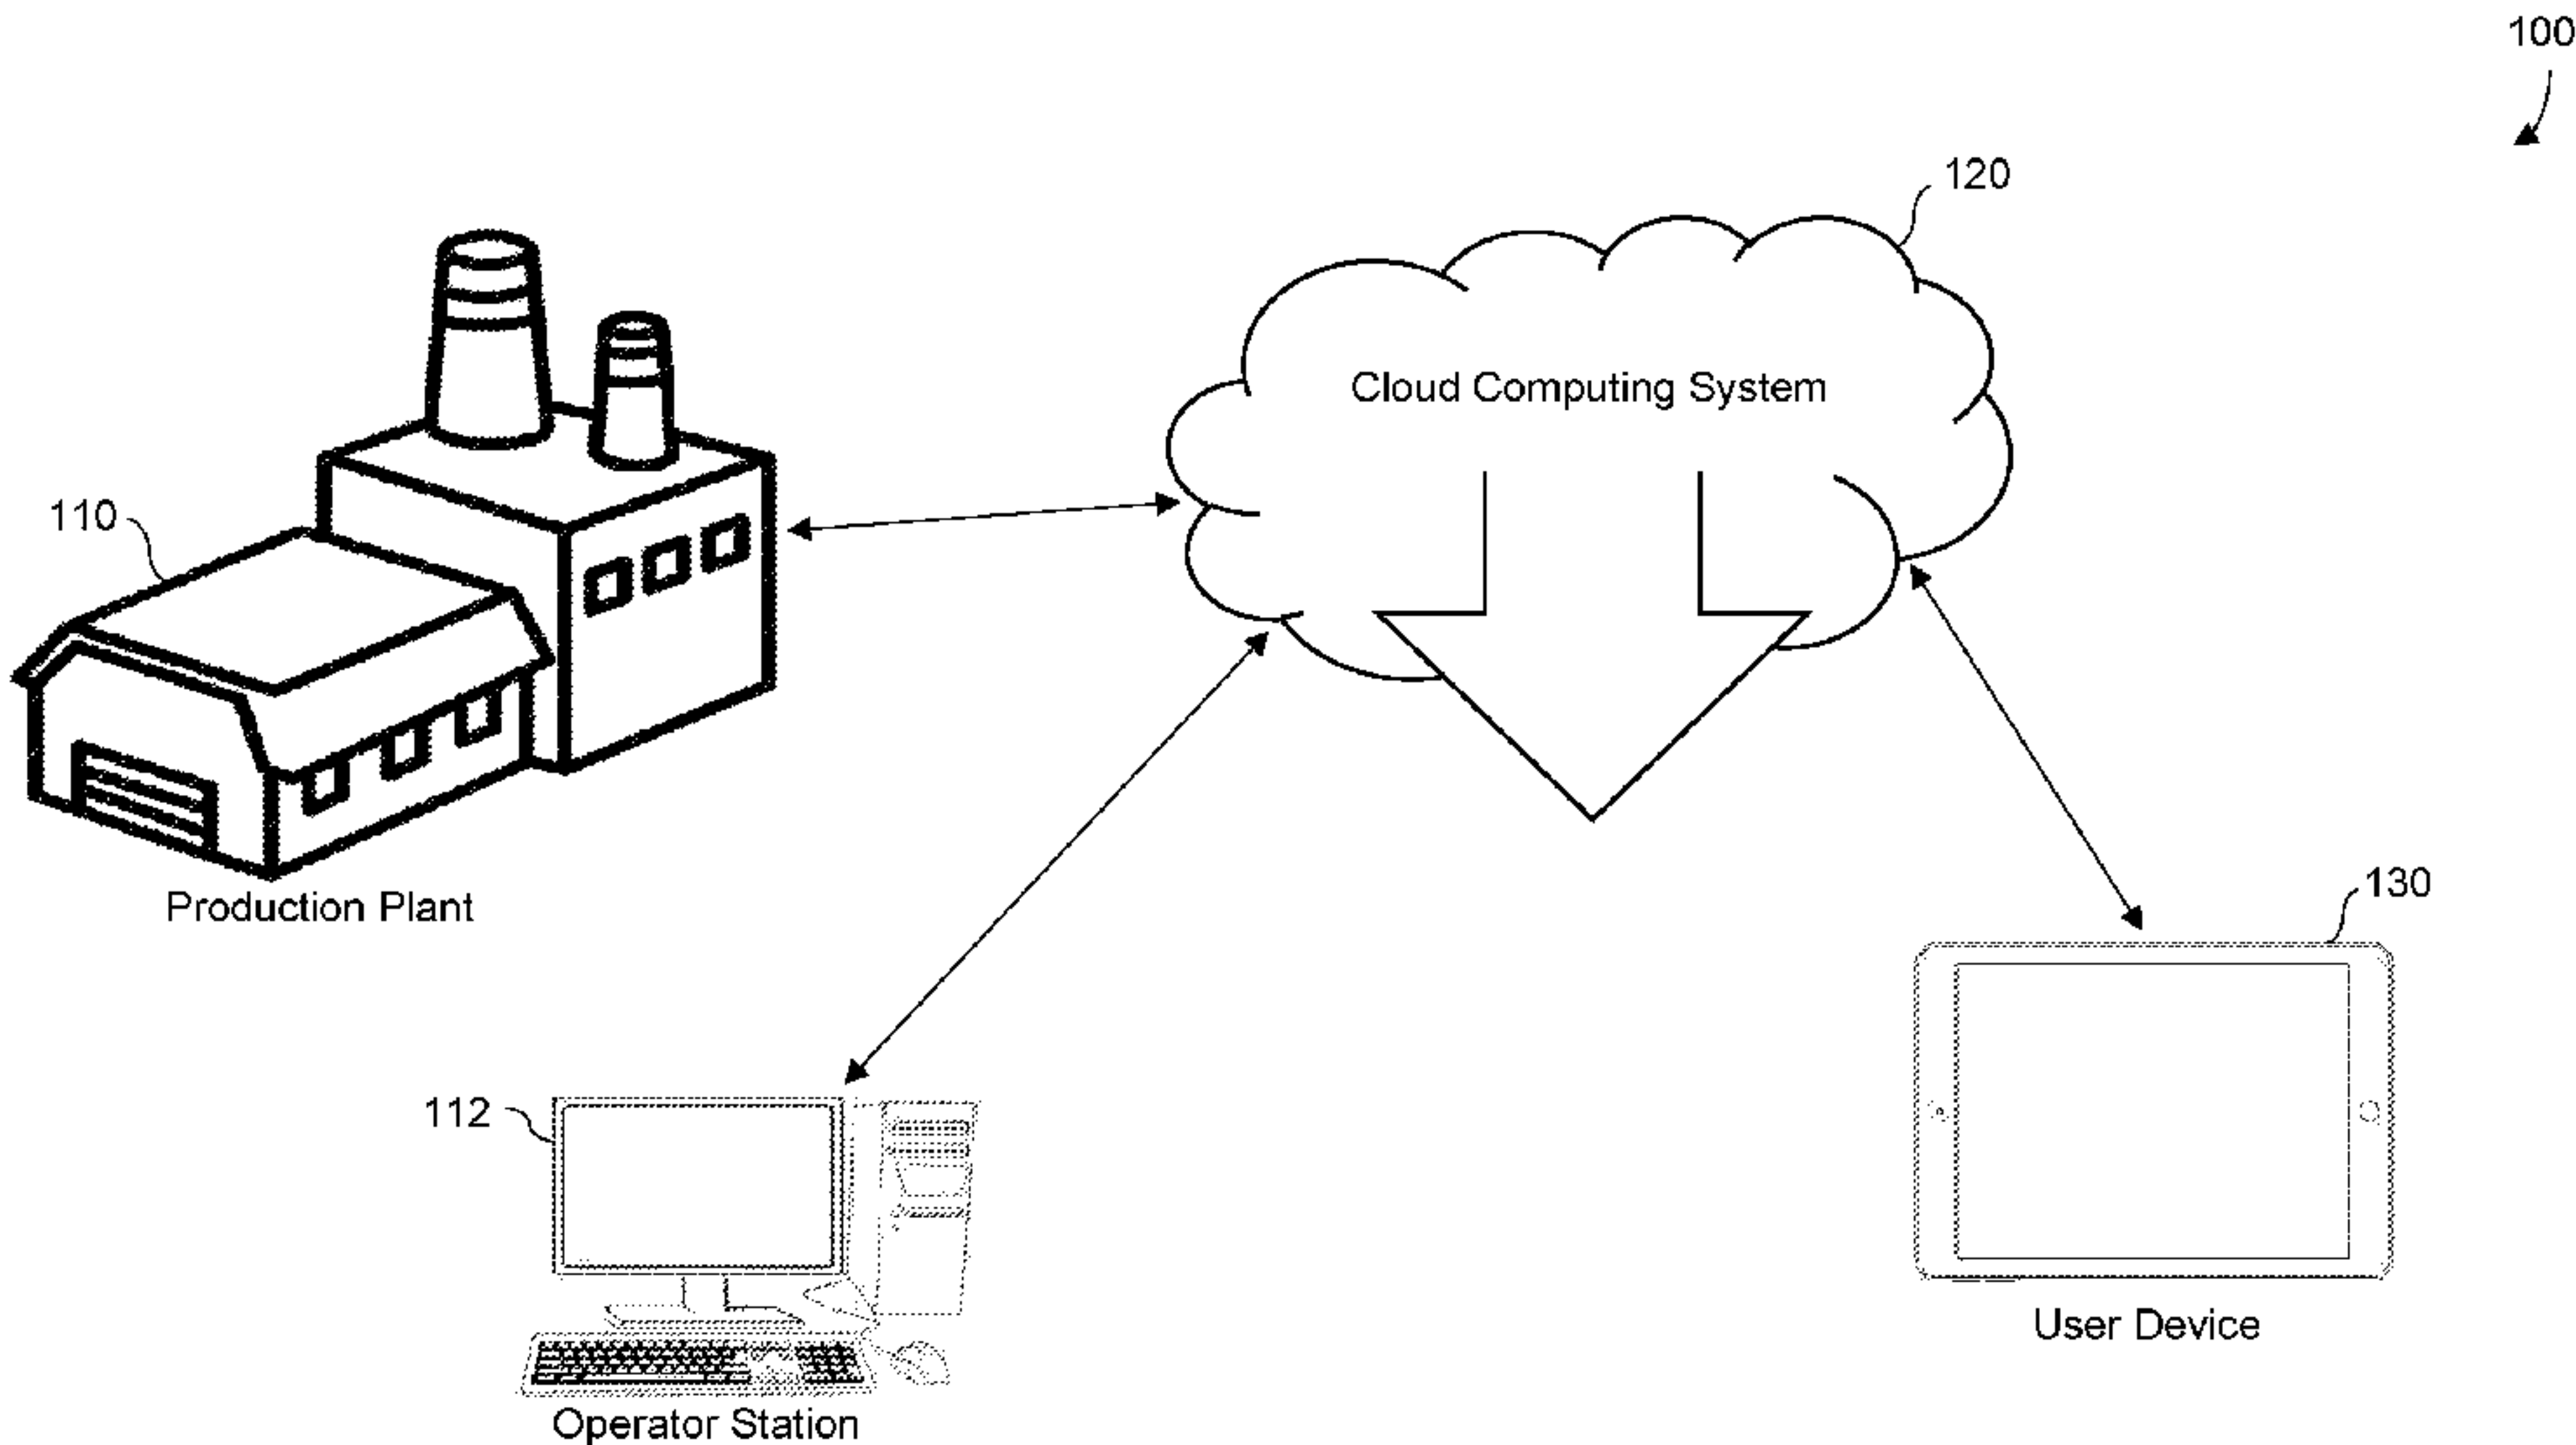 100
120
Cloud Computing System
110
Production Plant
130
112
User Device
Operator Station